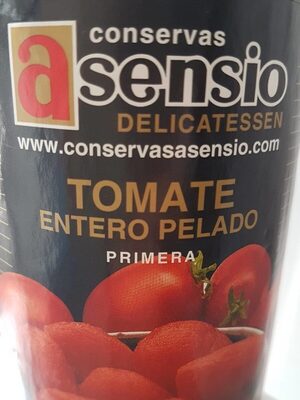 conservas
asensio
DELICATESSEN
www.conservasasensio.com
TOMATE
ENTERO PELADO
PRIMERA